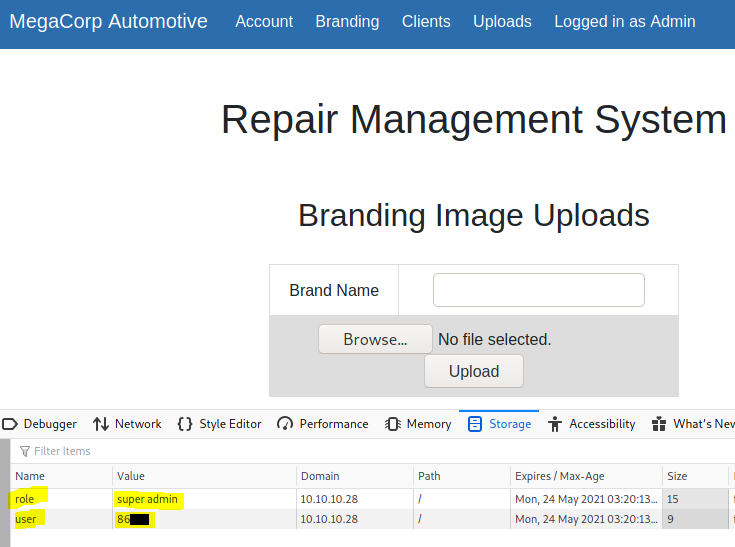 MegaCorp Automotive Account Branding Clients Uploads Logged in as Admin
Repair Management System
Branding Image Uploads
Brand Name
Browse... No file selected.
Upload
Debugger Network Style Editor Performance Memory Storage Accessibility What's New
Filter Items
Name Value Domain Path Expires / Max-Age Size
role super admin 10.10.10.28 / Mon, 24 May 2021 03:20:13... 15
user 86 10.10.10.28 / Mon, 24 May 2021 03:20:13... 9